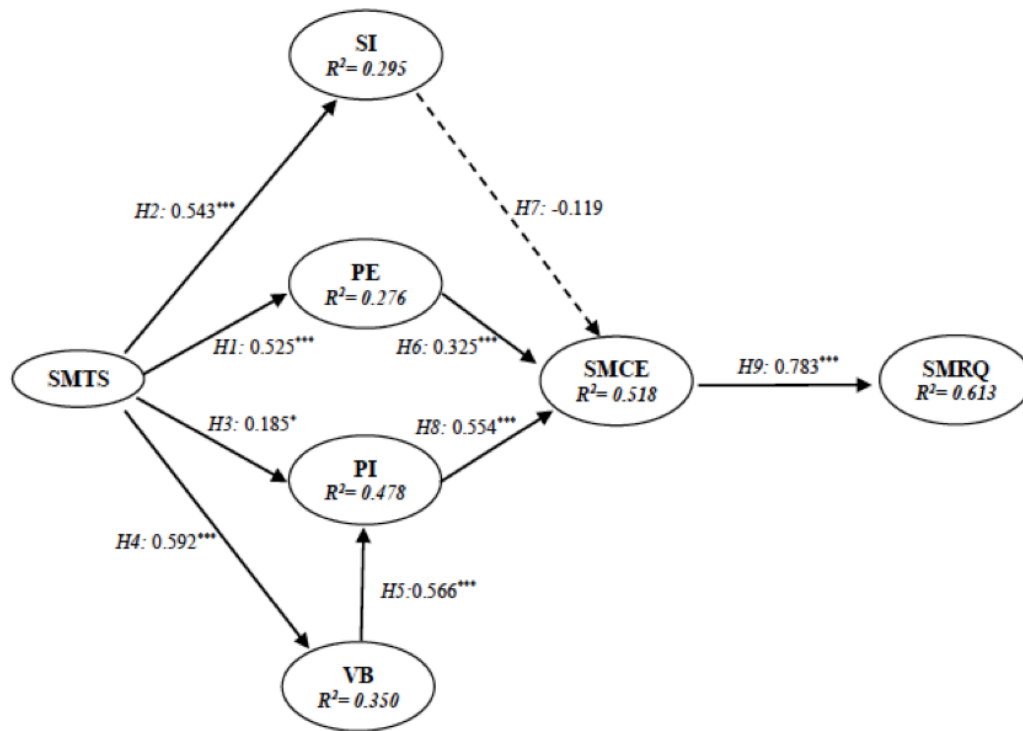 SI
R²= 0.295
H2: 0.543***
H7: -0.119
PE
R²= 0.276
H1: 0.525***
H6: 0.325***
SMTS
SMCE
R²= 0.518
H9: 0.783***
SMRQ
R²= 0.613
H3: 0.185*
H8: 0.554***
PI
R²= 0.478
H4: 0.592***
H5:0.566***
VB
R²= 0.350